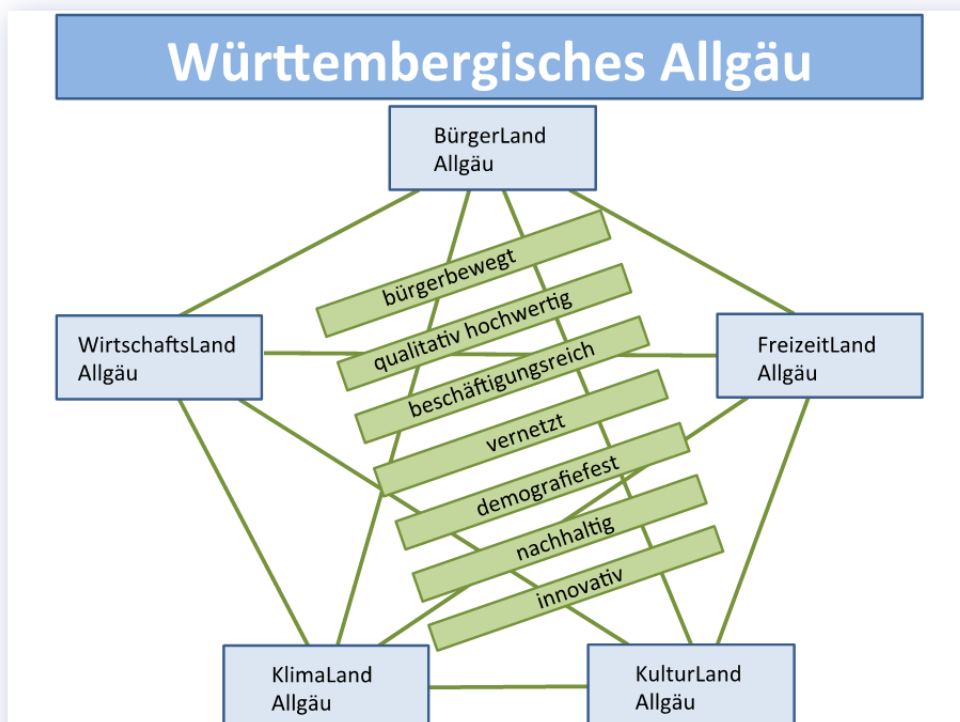 Württembergisches Allgäu
BürgerLand
Allgäu
bürgerbewegt
qualitativ hochwertig
WirtschaftsLand
Allgäu
FreizeitLand
Allgäu
beschäftigungsreich
vernetzt
demografiefest
nachhaltig
innovativ
KlimaLand
Allgäu
KulturLand
Allgäu